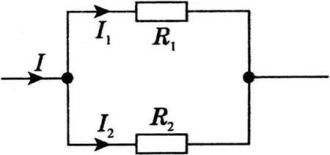 I₁ R₁
I
I₂ R₂